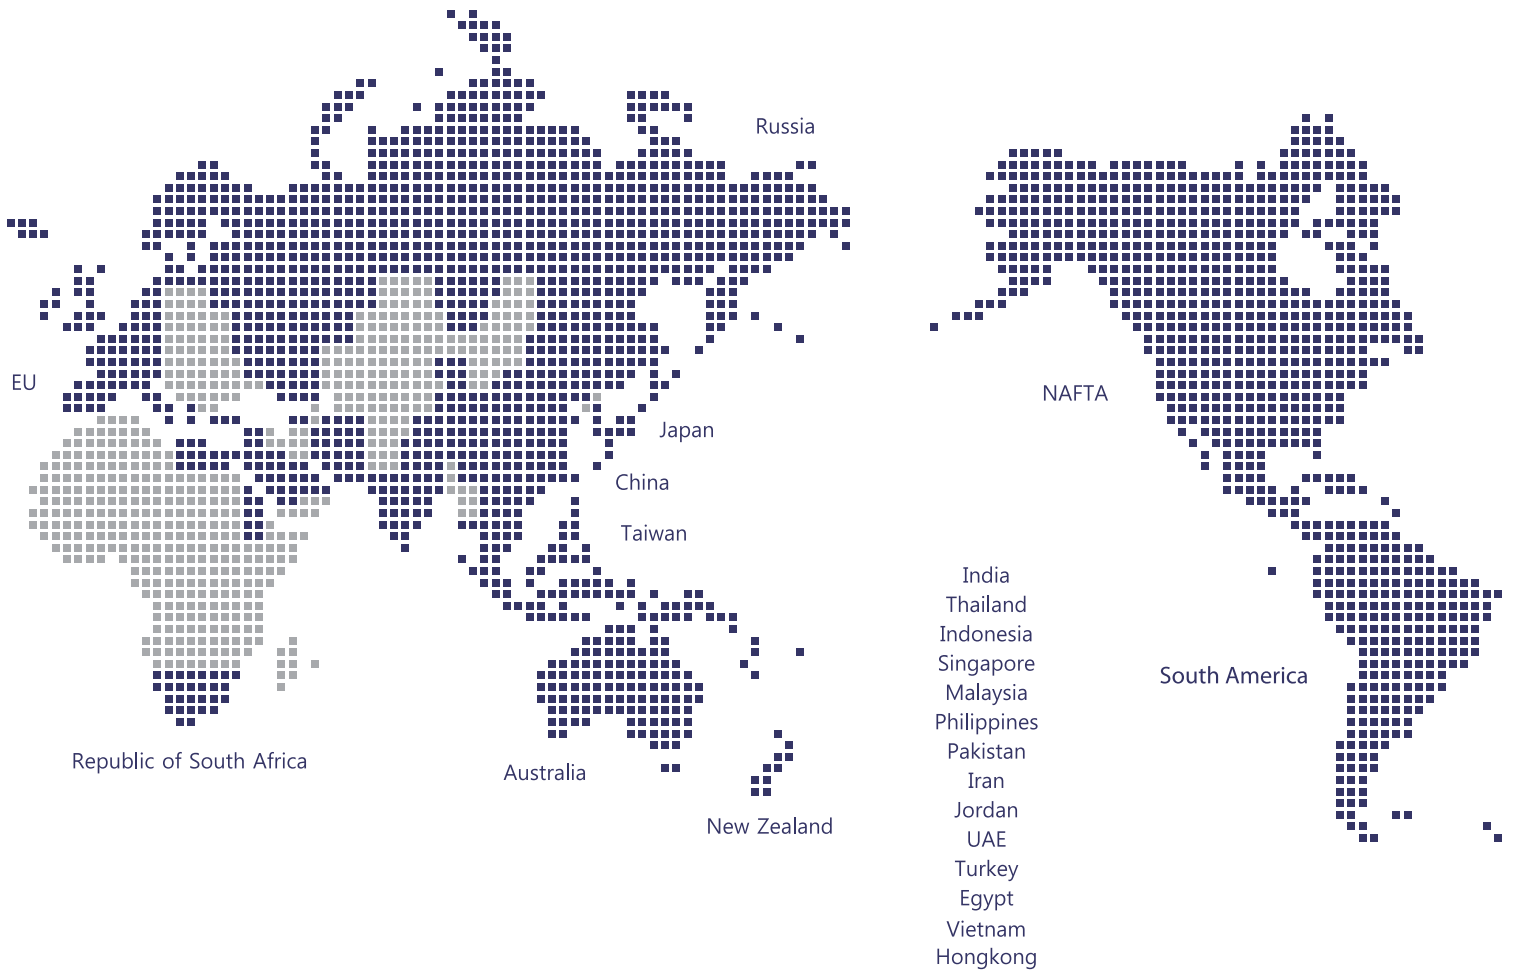 Russia
EU
NAFTA
Japan
China
Taiwan
India
Thailand
Indonesia
Singapore
Malaysia
Philippines
Pakistan
Iran
Jordan
UAE
Turkey
Egypt
Vietnam
Hongkong
South America
Republic of South Africa
Australia
New Zealand